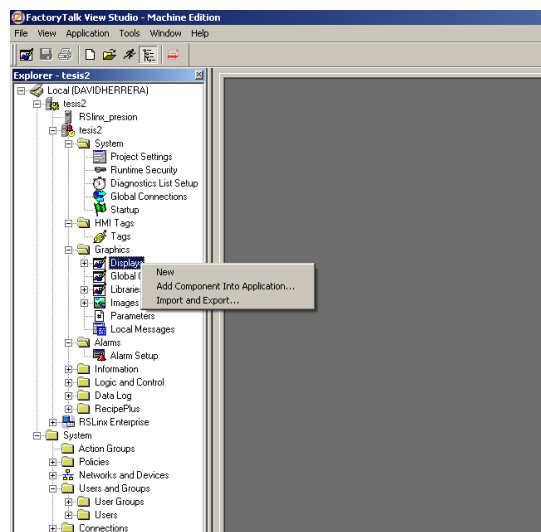 FactoryTalk View Studio - Machine Edition
File View Application Tools Window Help
Explorer - tesis2
Local (DAVIDHERRERA)
tesis2
RSlinx_presion
tesis2
System
Project Settings
Runtime Security
Diagnostics List Setup
Global Connections
Startup
HMI Tags
Tags
Graphics
Displays
Global
Libraries
Images
Parameters
Local Messages
New
Add Component Into Application...
Import and Export...
Alarms
Alarm Setup
Information
Logic and Control
Data Log
RecipePlus
RSLinx Enterprise
System
Action Groups
Policies
Networks and Devices
Users and Groups
User Groups
Users
Connections